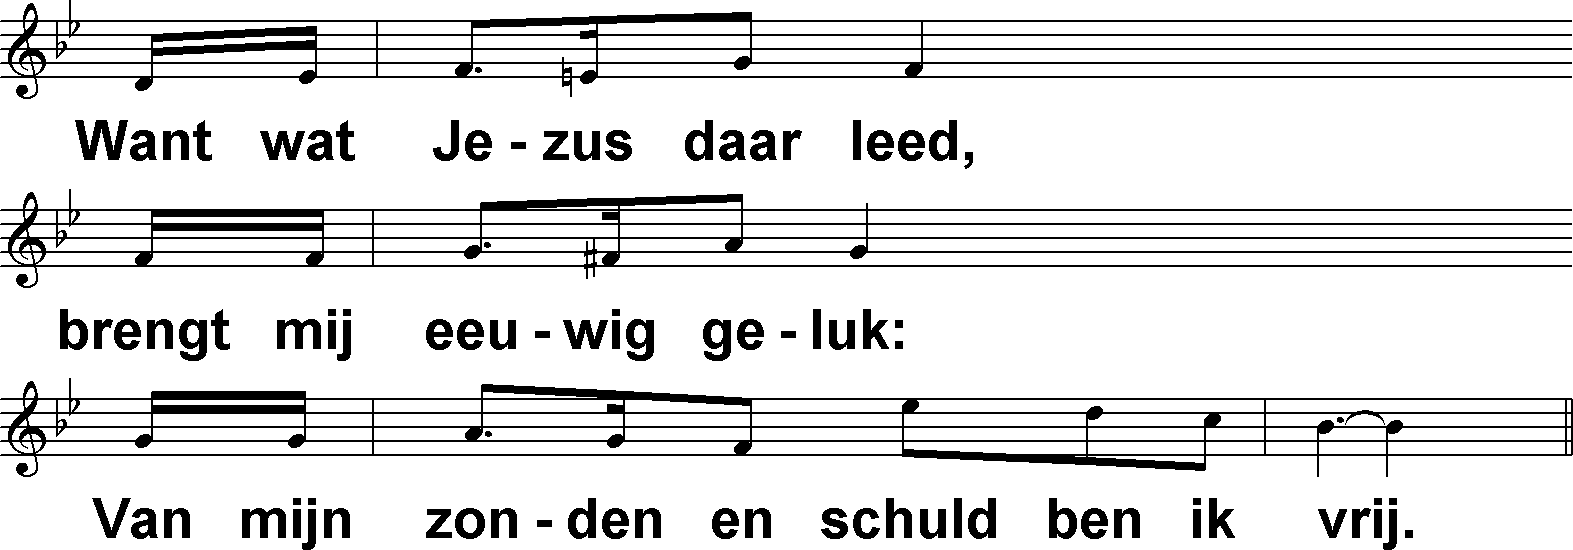 Want wat Je - zus daar leed,
brengt mij eeu - wig ge - luk:
Van mijn zon - den en schuld ben ik vrij.